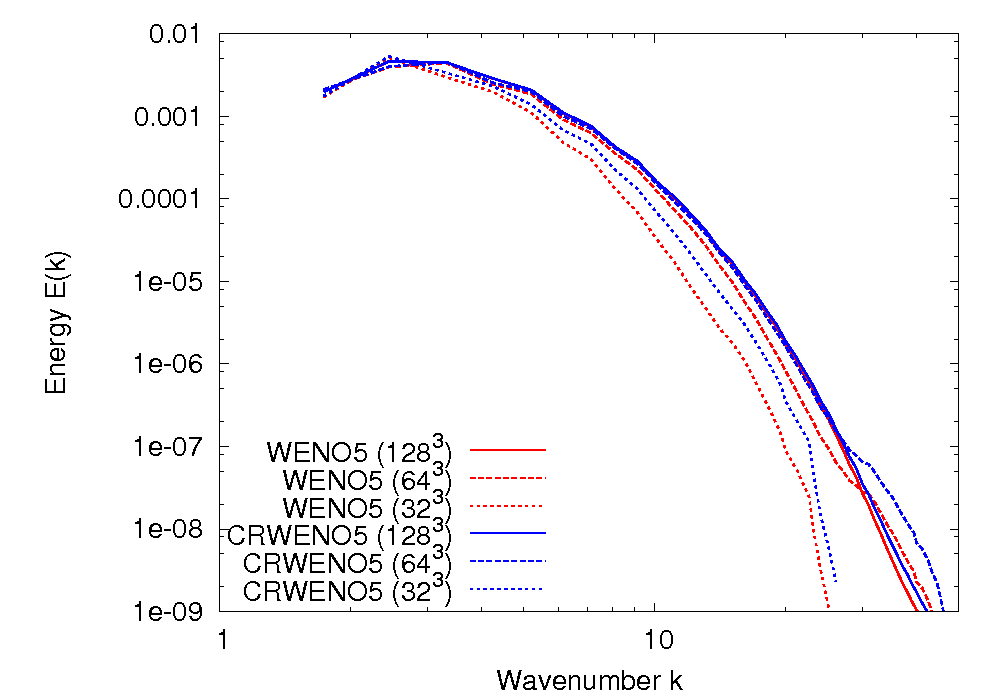 0.01
0.001
0.0001
1e-05
1e-06
1e-07
1e-08
1e-09
Energy E(k)
WENO5 (128³)
WENO5 (64³)
WENO5 (32³)
CRWENO5 (128³)
CRWENO5 (64³)
CRWENO5 (32³)
1 10
Wavenumber k